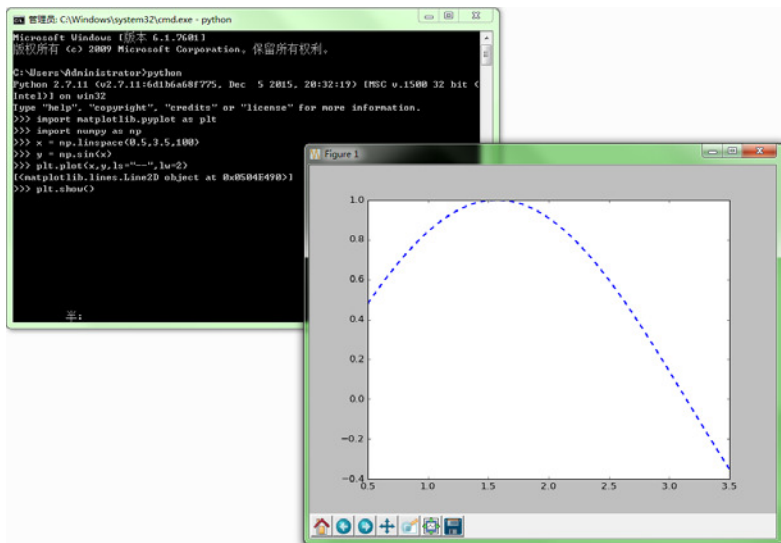 管理员: C:\Windows\system32\cmd.exe - python
Microsoft Windows [版本 6.1.7601]
版权所有 (c) 2009 Microsoft Corporation。保留所有权利。
C:\Users\Administrator>python
Python 2.7.11 (v2.7.11:6d1b6a68f775, Dec  5 2015, 20:32:19) [MSC v.1500 32 bit (
Intel)] on win32
Type "help", "copyright", "credits" or "license" for more information.
>>> import matplotlib.pyplot as plt
>>> import numpy as np
>>> x = np.linspace(0.5,3.5,100)
>>> y = np.sin(x)
>>> plt.plot(x,y,ls="--",lw=2)
[<matplotlib.lines.Line2D object at 0x0504E490>]
>>> plt.show()
半:
Figure 1
1.0
0.8
0.6
0.4
0.2
0.0
−0.2
−0.4
0.5 1.0 1.5 2.0 2.5 3.0 3.5